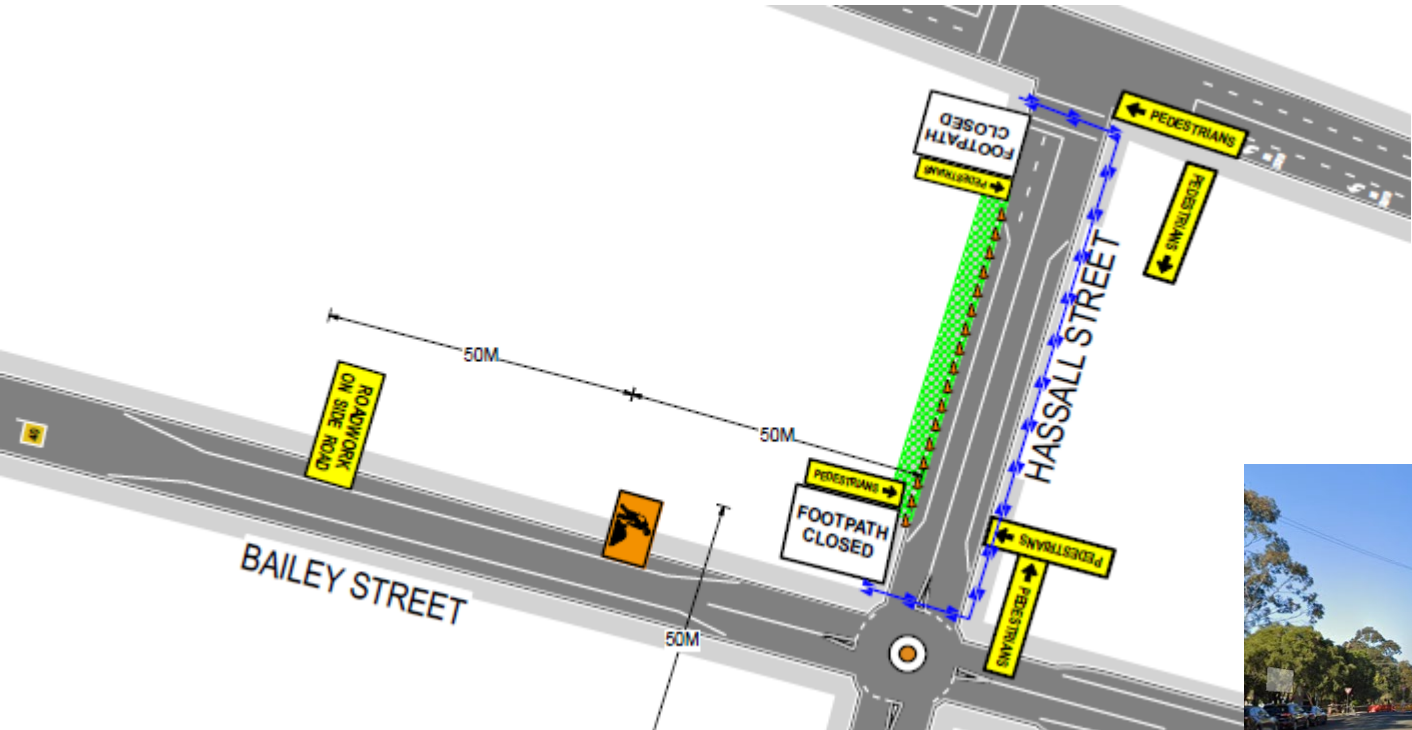 FOOTPATH
CLOSED
PEDESTRIANS
PEDESTRIANS
PEDESTRIANS
HASSALL STREET
50M
50M
ROADWORK
ON SIDE ROAD
PEDESTRIANS
FOOTPATH
CLOSED
PEDESTRIANS
PEDESTRIANS
BAILEY STREET
50M